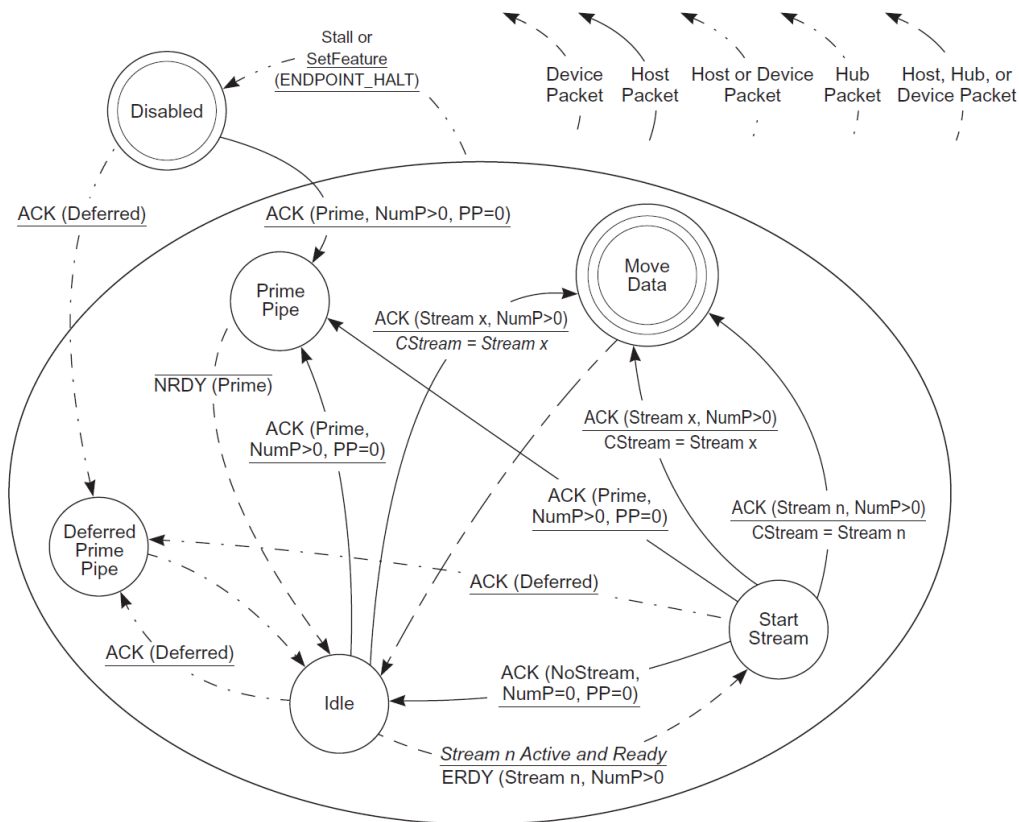 Stall or
SetFeature
(ENDPOINT_HALT)
Device
Packet
Host
Packet
Host or Device
Packet
Hub
Packet
Host, Hub, or
Device Packet
Disabled
ACK (Deferred)
ACK (Prime, NumP>0, PP=0)
Prime
Pipe
Move
Data
ACK (Stream x, NumP>0)
CStream = Stream x
NRDY (Prime)
ACK (Prime,
NumP>0, PP=0)
ACK (Stream x, NumP>0)
CStream = Stream x
ACK (Prime,
NumP>0, PP=0)
ACK (Stream n, NumP>0)
CStream = Stream n
Deferred
Prime
Pipe
ACK (Deferred)
Start
Stream
ACK (Deferred)
ACK (NoStream,
NumP=0, PP=0)
Idle
Stream n Active and Ready
ERDY (Stream n, NumP>0